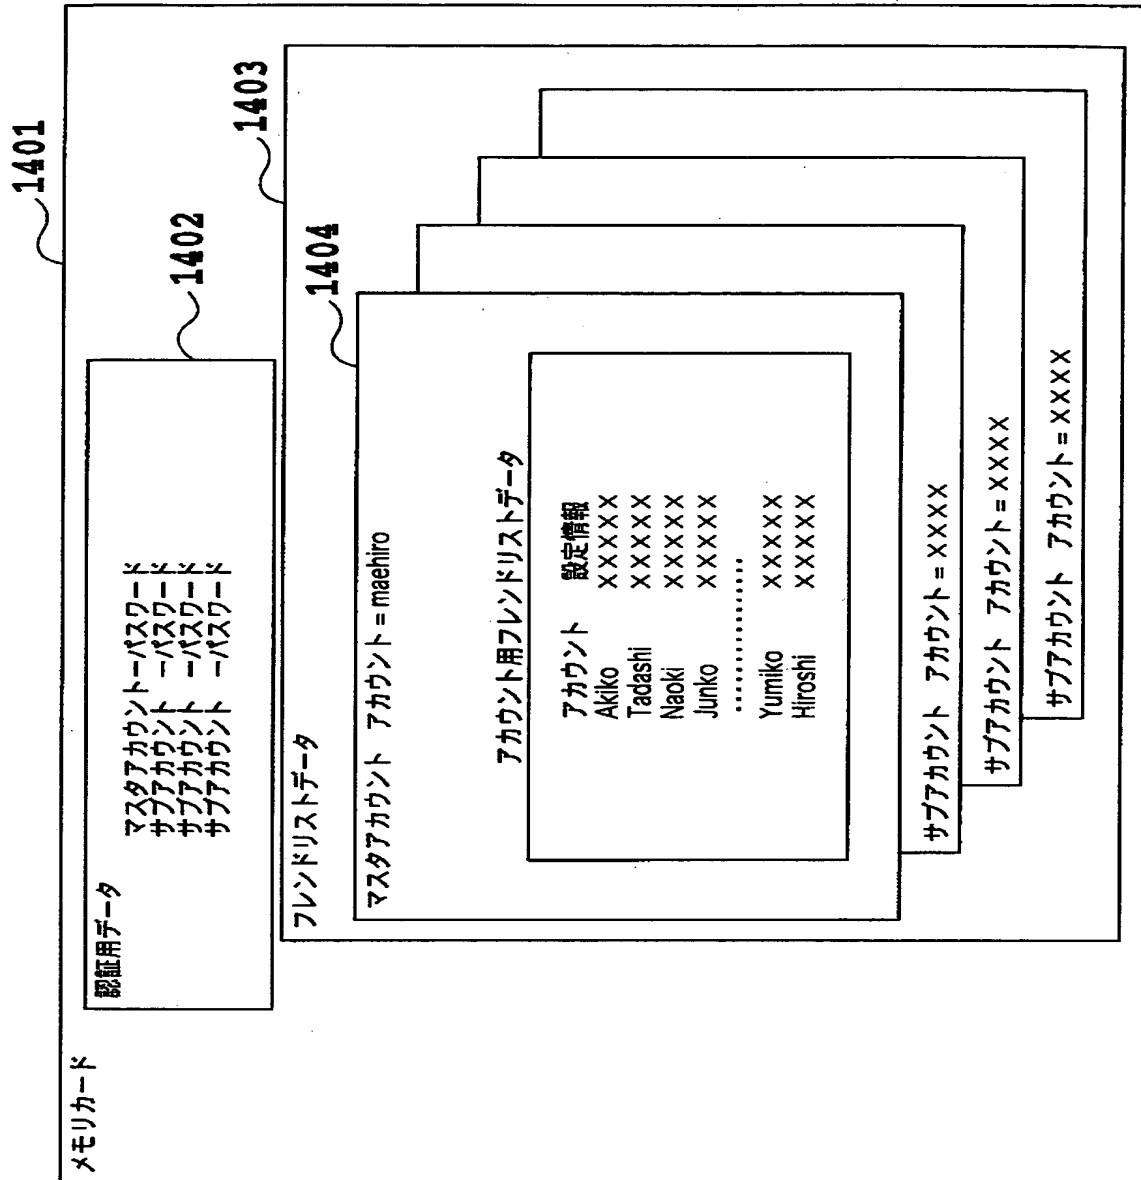 メモリカード
1401
認証用データ
1402
マスタアカウントーパスワード
サブアカウント ーパスワード
サブアカウント ーパスワード
サブアカウント ーパスワード
フレンドリストデータ
1403
マスタアカウント アカウント=maehiro
1404
アカウント用フレンドリストデータ
アカウント 設定情報
Akiko XXXXX
Tadashi XXXXX
Naoki XXXXX
Junko XXXXX
................
Yumiko XXXXX
Hiroshi XXXXX
サブアカウント アカウント=XXXX
サブアカウント アカウント=XXXX
サブアカウント アカウント=XXXX